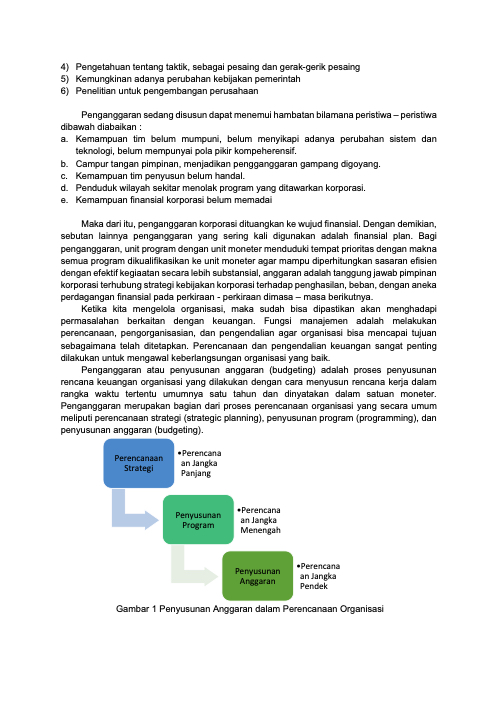 4) Pengetahuan tentang taktik, sebagai pesaing dan gerak-gerik pesaing
5) Kemungkinan adanya perubahan kebijakan pemerintah
6) Penelitian untuk pengembangan perusahaan
Penganggaran sedang disusun dapat menemui hambatan bilamana peristiwa – peristiwa
dibawah diabaikan :
a. Kemampuan tim belum mumpuni, belum menyikapi adanya perubahan sistem dan
teknologi, belum mempunyai pola pikir kompeherensif.
b. Campur tangan pimpinan, menjadikan pengganggaran gampang digoyang.
c. Kemampuan tim penyusun belum handal.
d. Penduduk wilayah sekitar menolak program yang ditawarkan korporasi.
e. Kemampuan finansial korporasi belum memadai
Maka dari itu, penganggaran korporasi dituangkan ke wujud finansial. Dengan demikian,
sebutan lainnya penganggaran yang sering kali digunakan adalah finansial plan. Bagi
penganggaran, unit program dengan unit moneter menduduki tempat prioritas dengan makna
semua program dikualifikasikan ke unit moneter agar mampu diperhitungkan sasaran efisien
dengan efektif kegiaatan secara lebih substansial, anggaran adalah tanggung jawab pimpinan
korporasi terhubung strategi kebijakan korporasi terhadap penghasilan, beban, dengan aneka
perdagangan finansial pada perkiraan - perkiraan dimasa – masa berikutnya.
Ketika kita mengelola organisasi, maka sudah bisa dipastikan akan menghadapi
permasalahan berkaitan dengan keuangan. Fungsi manajemen adalah melakukan
perencanaan, pengorganisasian, dan pengendalian agar organisasi bisa mencapai tujuan
sebagaimana telah ditetapkan. Perencanaan dan pengendalian keuangan sangat penting
dilakukan untuk mengawal keberlangsungan organisasi yang baik.
Penganggaran atau penyusunan anggaran (budgeting) adalah proses penyusunan
rencana keuangan organisasi yang dilakukan dengan cara menyusun rencana kerja dalam
rangka waktu tertentu umumnya satu tahun dan dinyatakan dalam satuan moneter.
Penganggaran merupakan bagian dari proses perencanaan organisasi yang secara umum
meliputi perencanaan strategi (strategic planning), penyusunan program (programming), dan
penyusunan anggaran (budgeting).
Perencanaan
Strategi
•Perencana
an Jangka
Panjang
Penyusunan
Program
•Perencana
an Jangka
Menengah
Penyusunan
Anggaran
•Perencana
an Jangka
Pendek
Gambar 1 Penyusunan Anggaran dalam Perencanaan Organisasi